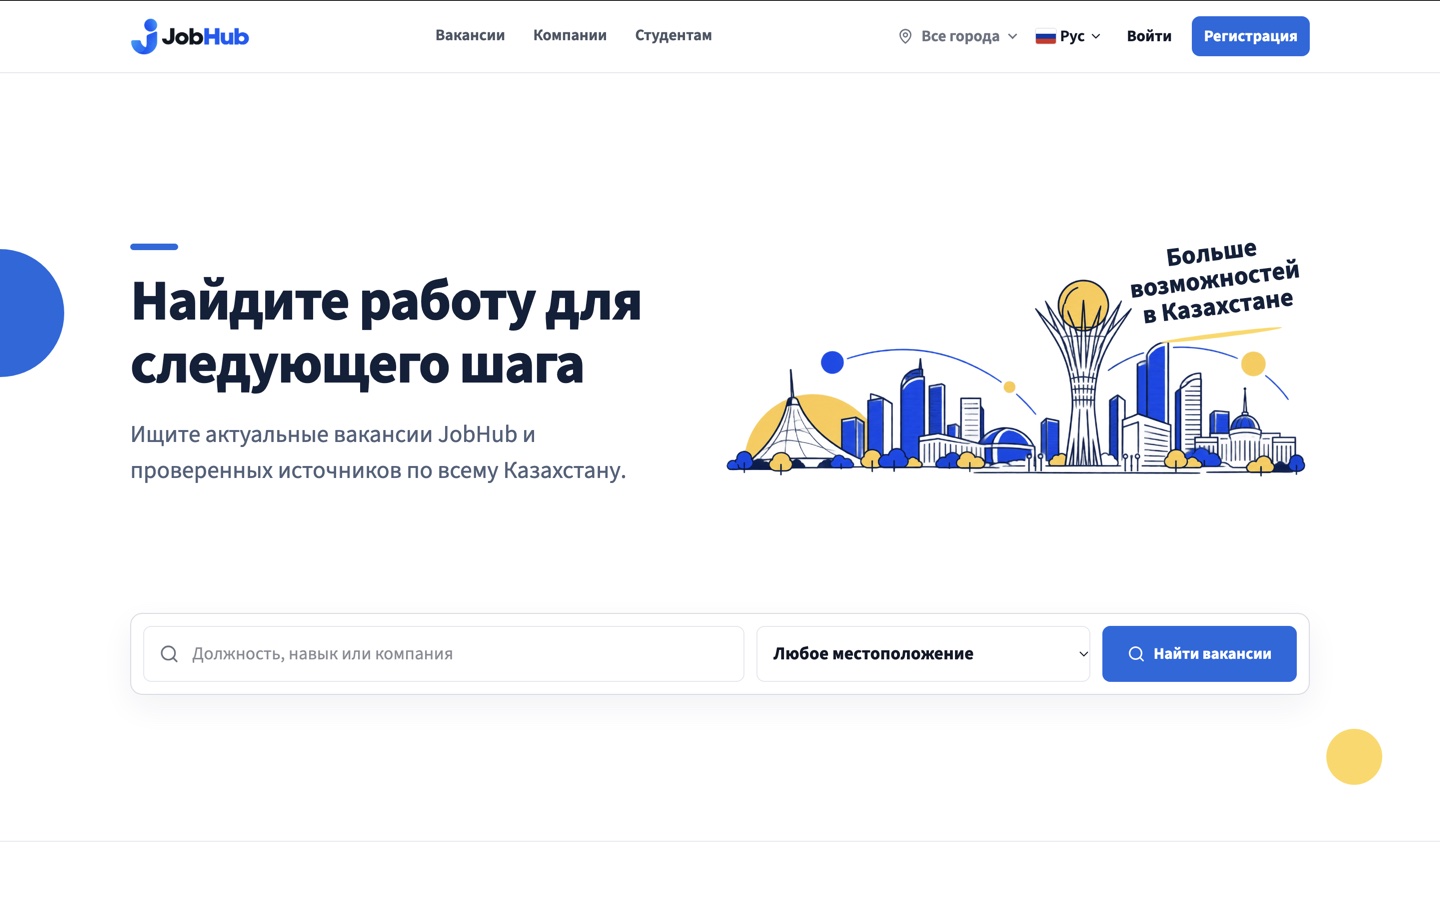 JobHub
Вакансии
Компании
Студентам
Все города
Рус
Войти
Регистрация
Найдите работу для
следующего шага
Ищите актуальные вакансии JobHub и
проверенных источников по всему Казахстану.
Больше
возможностей
в Казахстане
Должность, навык или компания
Любое местоположение
Найти вакансии